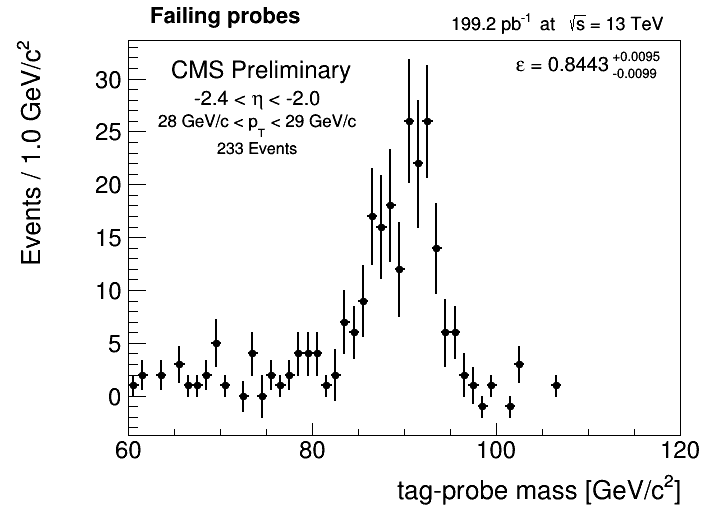 Failing probes
199.2 pb⁻¹ at √s = 13 TeV
CMS Preliminary
-2.4 < η < -2.0
28 GeV/c < p_T < 29 GeV/c
233 Events
ε = 0.8443 +0.0095 -0.0099
Events / 1.0 GeV/c²
30
25
20
15
10
5
0
60 80 100 120
tag-probe mass [GeV/c²]